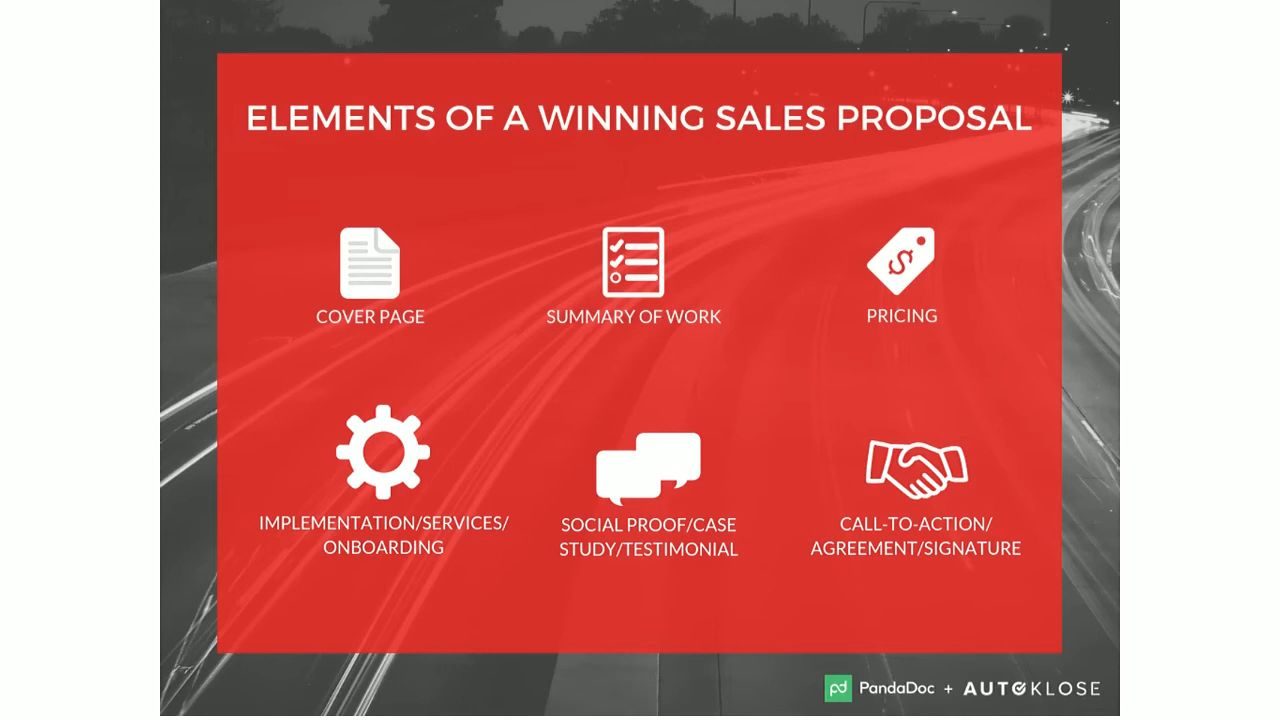 ELEMENTS OF A WINNING SALES PROPOSAL
COVER PAGE
SUMMARY OF WORK
PRICING
IMPLEMENTATION/SERVICES/
ONBOARDING
SOCIAL PROOF/CASE
STUDY/TESTIMONIAL
CALL-TO-ACTION/
AGREEMENT/SIGNATURE
pd PandaDoc + AUTOKLOSE